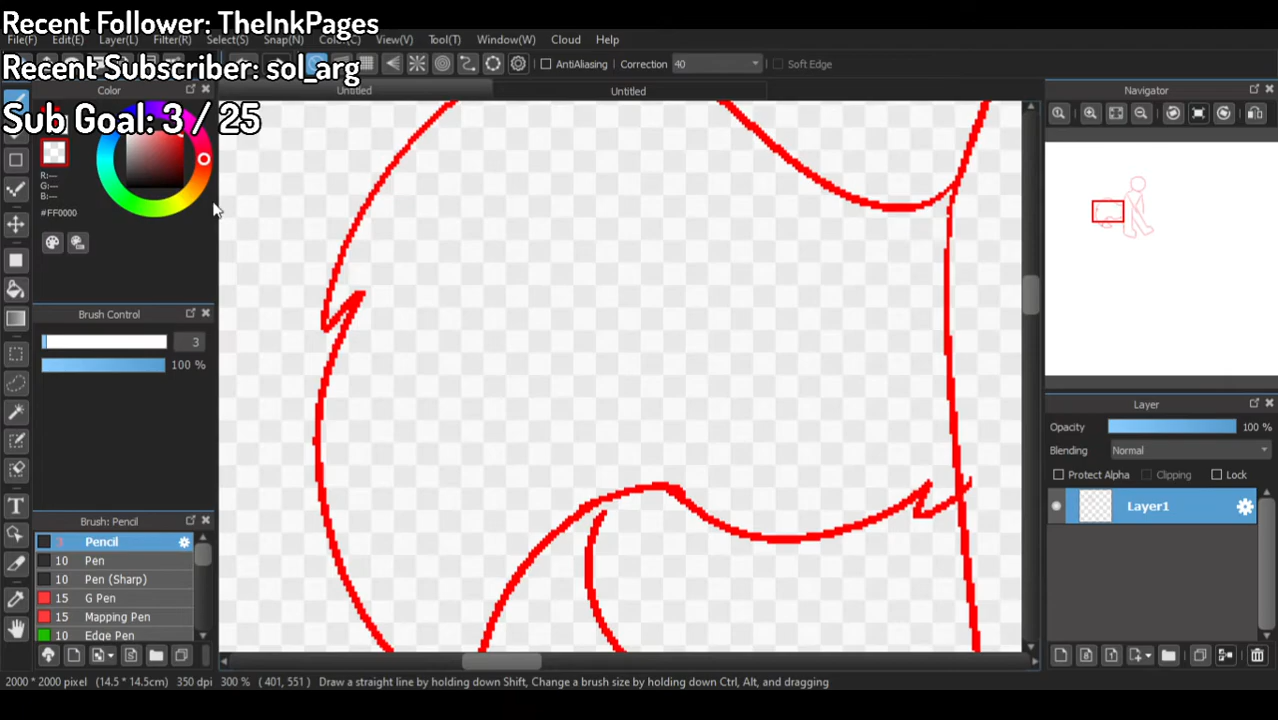 Recent Follower: TheInkPages
File(F) Edit(E) Layer(L) Filter(R) Select(S) Snap(N) Color(C) View(V) Tool(T) Window(W) Cloud Help
Recent Subscriber: sol_arg
AntiAliasing Correction 40 Soft Edge
Color Untitled Untitled Navigator
Sub Goal: 3 / 25
R:---
G:---
B:---
#FF0000
Brush Control
3
100 %
Layer
Opacity 100 %
Blending Normal
Protect Alpha Clipping Lock
Layer1
Brush: Pencil
3 Pencil
10 Pen
10 Pen (Sharp)
15 G Pen
15 Mapping Pen
10 Edge Pen
2000 * 2000 pixel (14.5 * 14.5cm) 350 dpi 300 % ( 401, 551 ) Draw a straight line by holding down Shift, Change a brush size by holding down Ctrl, Alt, and dragging